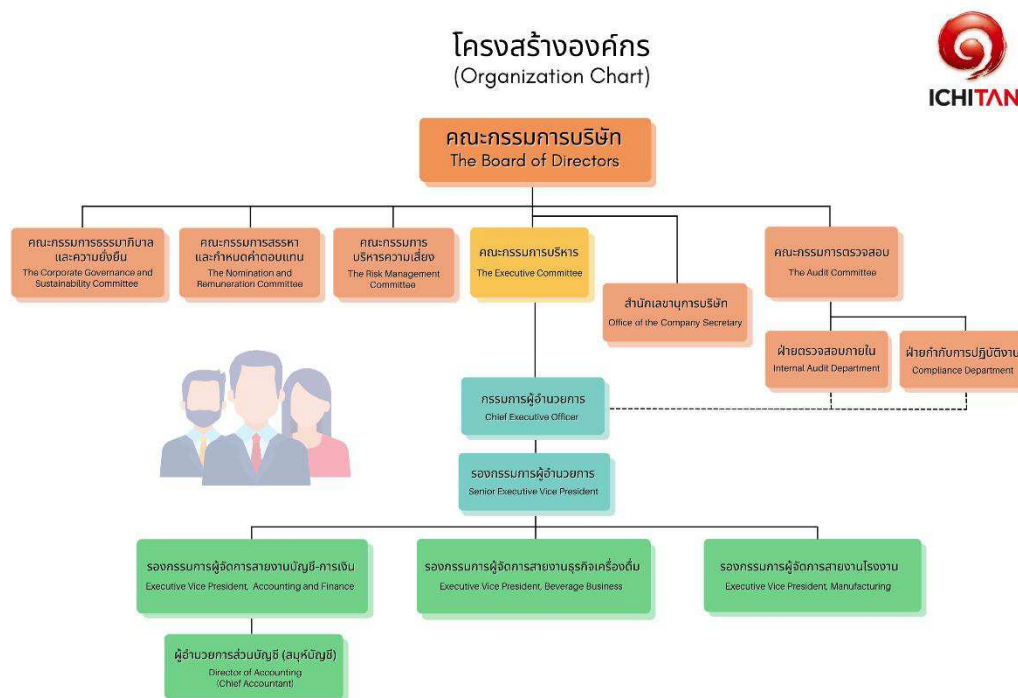 โครงสร้างองค์กร
(Organization Chart)
ICHITAN
คณะกรรมการบริษัท
The Board of Directors
คณะกรรมการธรรมาภิบาล
และความยั่งยืน
The Corporate Governance and
Sustainability Committee
คณะกรรมการสรรหา
และกำหนดค่าตอบแทน
The Nomination and
Remuneration Committee
คณะกรรมการ
บริหารความเสี่ยง
The Risk Management
Committee
คณะกรรมการบริหาร
The Executive Committee
สำนักเลขานุการบริษัท
Office of the Company Secretary
คณะกรรมการตรวจสอบ
The Audit Committee
ฝ่ายตรวจสอบภายใน
Internal Audit Department
ฝ่ายกำกับการปฏิบัติงาน
Compliance Department
กรรมการผู้อำนวยการ
Chief Executive Officer
รองกรรมการผู้อำนวยการ
Senior Executive Vice President
รองกรรมการผู้จัดการสายงานบัญชี-การเงิน
Executive Vice President, Accounting and Finance
รองกรรมการผู้จัดการสายงานธุรกิจเครื่องดื่ม
Executive Vice President, Beverage Business
รองกรรมการผู้จัดการสายงานโรงงาน
Executive Vice President, Manufacturing
ผู้อำนวยการส่วนบัญชี (สมุห์บัญชี)
Director of Accounting
(Chief Accountant)